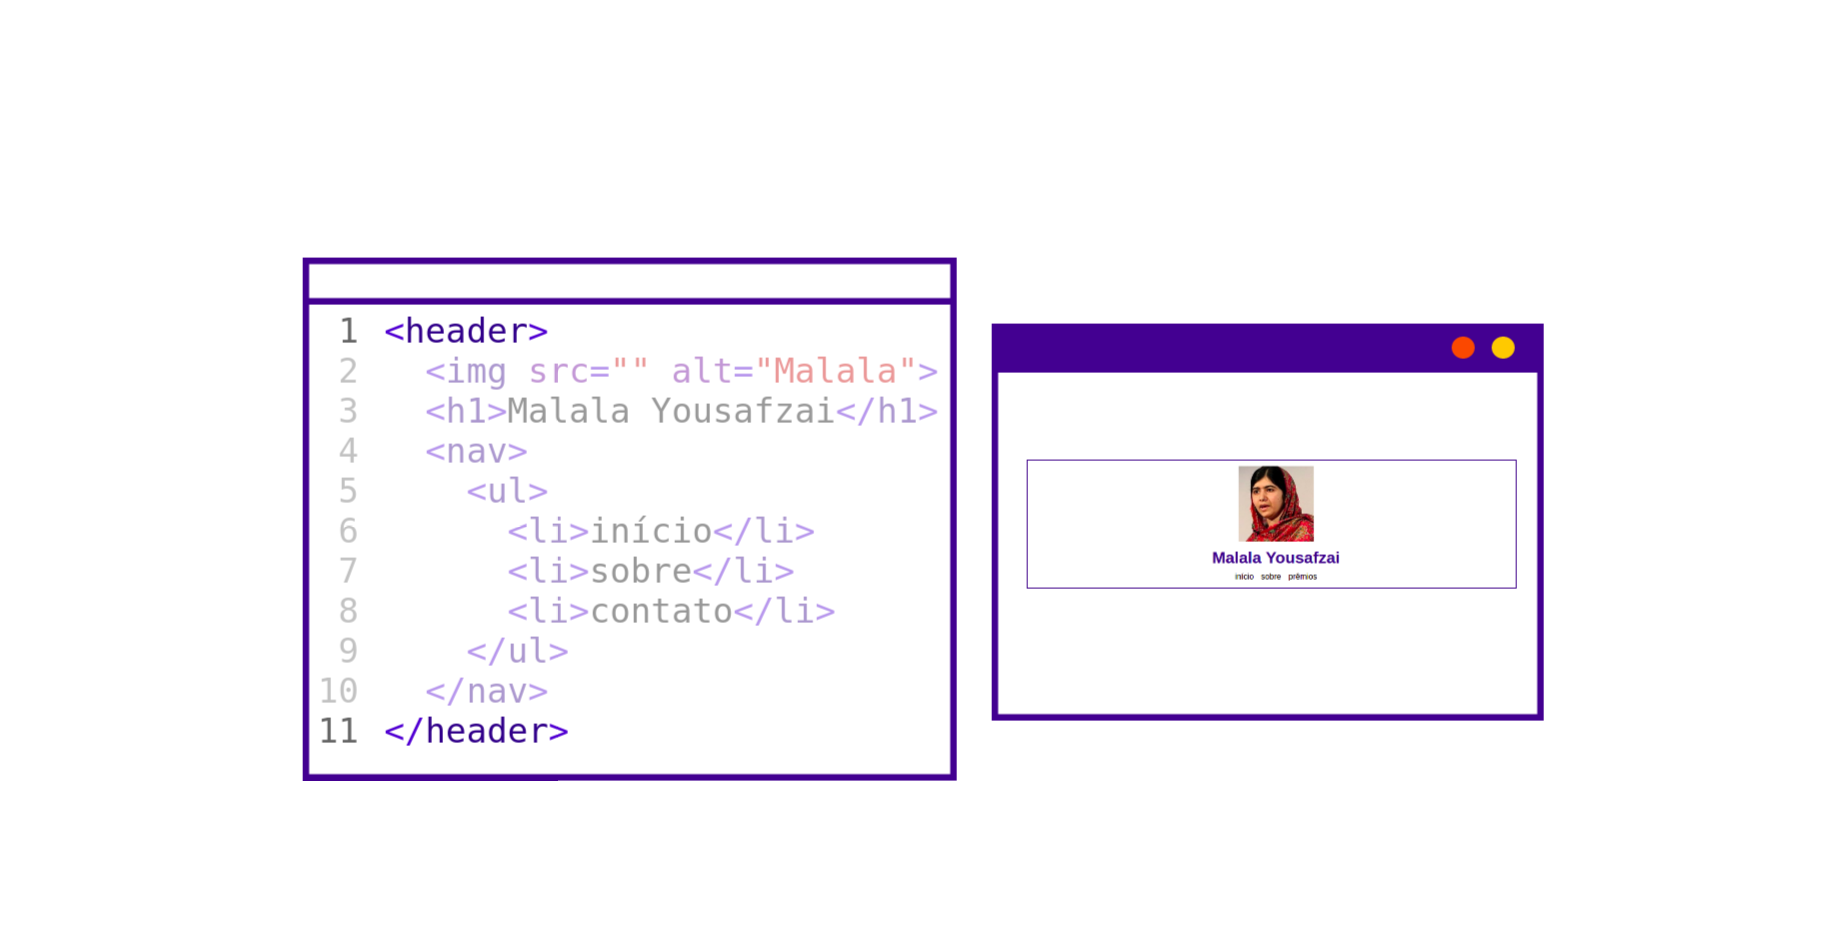 1 <header>
2 <img src="" alt="Malala">
3 <h1>Malala Yousafzai</h1>
4 <nav>
5 <ul>
6 <li>início</li>
7 <li>sobre</li>
8 <li>contato</li>
9 </ul>
10 </nav>
11 </header>
Malala Yousafzai
início sobre prêmios